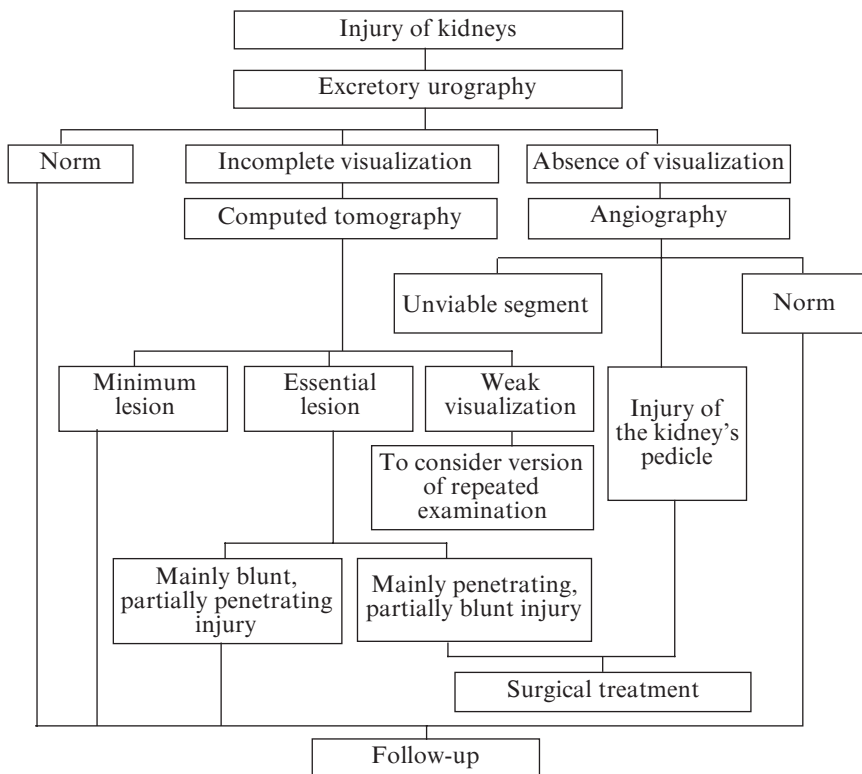 Injury of kidneys
Excretory urography
Norm
Incomplete visualization
Absence of visualization
Computed tomography
Angiography
Unviable segment
Norm
Minimum
lesion
Essential
lesion
Weak
visualization
Injury of
the kidney's
pedicle
To consider version
of repeated
examination
Mainly blunt,
partially penetrating
injury
Mainly penetrating,
partially blunt injury
Surgical treatment
Follow-up